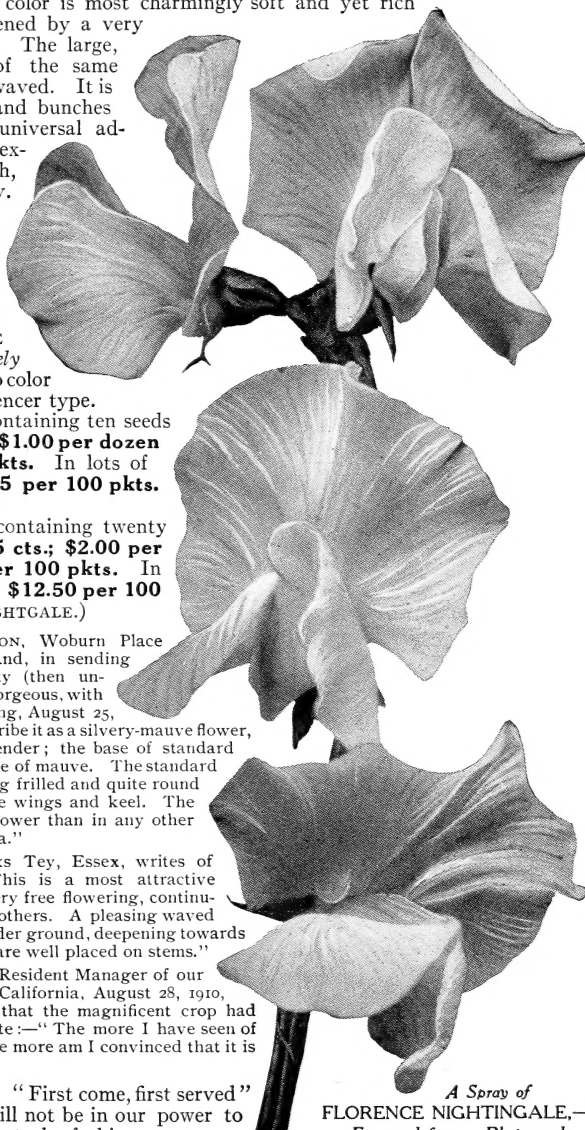 color is most charmingly soft and yet rich
ened by a very
The large,
of the same
waved. It is
and bunches
universal ad-
ex-
h,
y.
ely
color
encer type.
ntaining ten seeds
$1.00 per dozen
kts. In lots of
5 per 100 pkts.
containing twenty
5 cts.; $2.00 per
er 100 pkts. In
$12.50 per 100
GHTGALE.)
ON, Woburn Place
and, in sending
y (then un-
orgeous, with
ng, August 25,
ribe it as a silvery-mauve flower,
ender; the base of standard
e of mauve. The standard
g frilled and quite round
e wings and keel. The
ower than in any other
a."
ks Tey, Essex, writes of
This is a most attractive
ry free flowering, continu-
others. A pleasing waved
der ground, deepening towards
are well placed on stems."
Resident Manager of our
California, August 28, 1910,
that the magnificent crop had
te:—"The more I have seen of
e more am I convinced that it is
"First come, first served"
ill not be in our power to
A Spray of
FLORENCE NIGHTINGALE,—